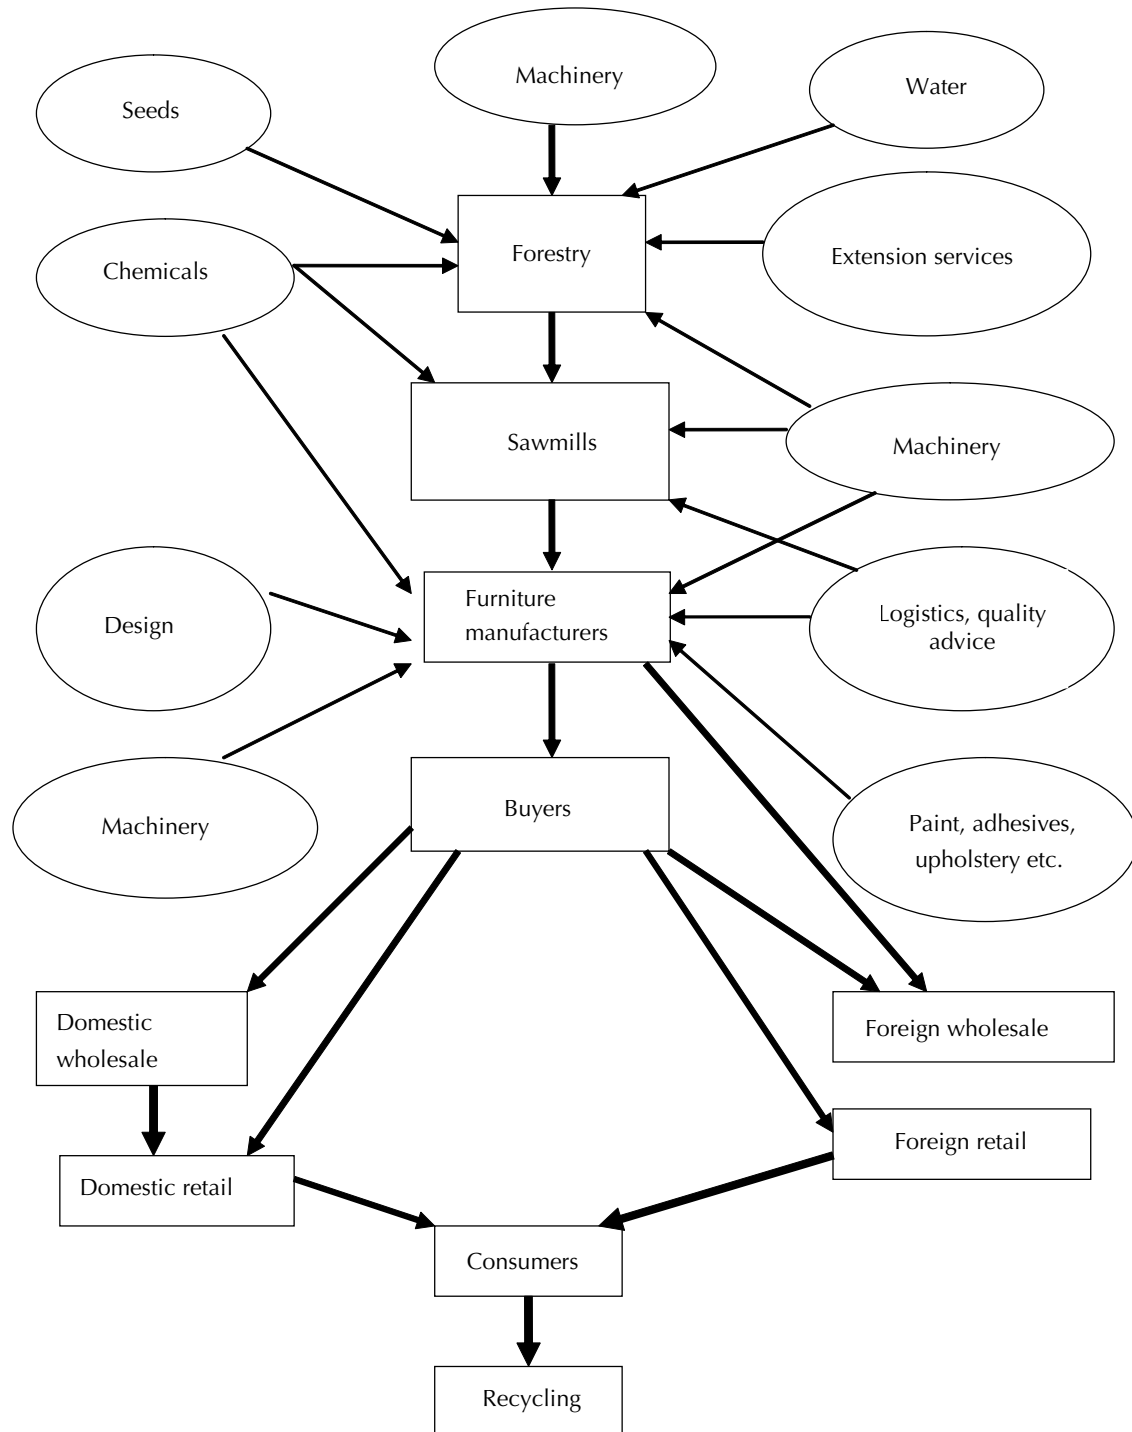 Machinery
Water
Seeds
Forestry
Extension services
Chemicals
Sawmills
Machinery
Furniture
manufacturers
Design
Logistics, quality
advice
Buyers
Machinery
Paint, adhesives,
upholstery etc.
Domestic
wholesale
Foreign wholesale
Foreign retail
Domestic retail
Consumers
Recycling